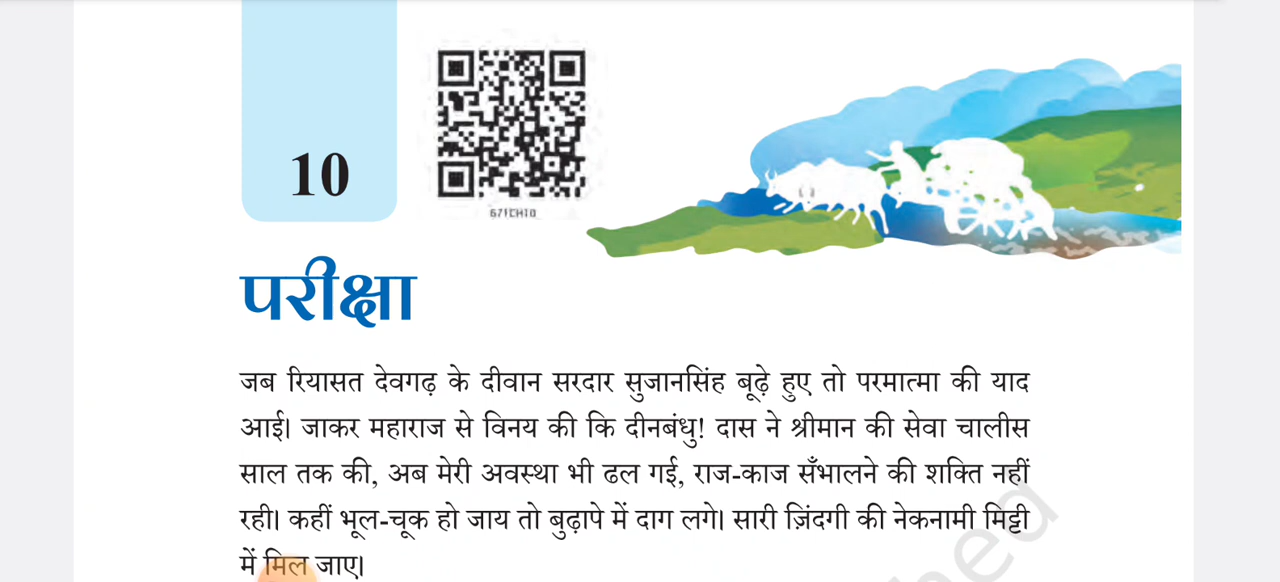 10
671CH10
परीक्षा
जब रियासत देवगढ़ के दीवान सरदार सुजानसिंह बूढ़े हुए तो परमात्मा की याद
आई। जाकर महाराज से विनय की कि दीनबंधु! दास ने श्रीमान की सेवा चालीस
साल तक की, अब मेरी अवस्था भी ढल गई, राज-काज सँभालने की शक्ति नहीं
रही। कहीं भूल-चूक हो जाय तो बुढ़ापे में दाग लगे। सारी ज़िंदगी की नेकनामी मिट्टी
में मिल जाए।